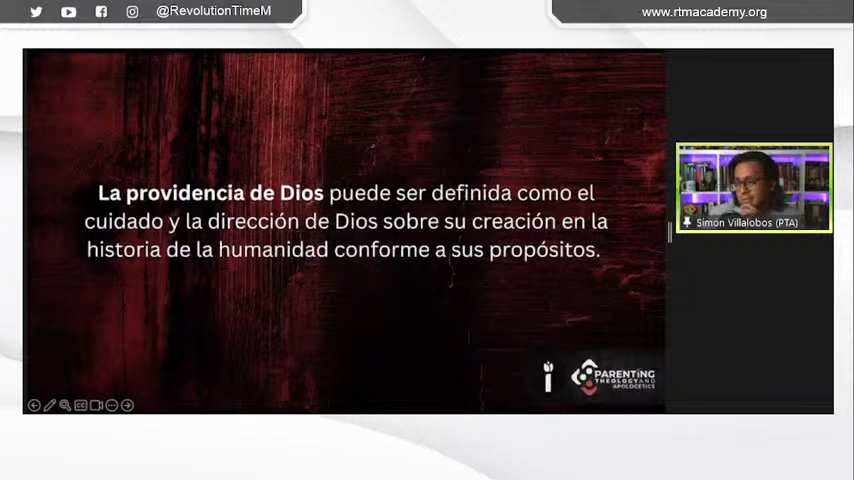 @RevolutionTimeM
www.rtmacademy.org
La providencia de Dios puede ser definida como el
cuidado y la dirección de Dios sobre su creación en la
historia de la humanidad conforme a sus propósitos.
Simón Villalobos (PTA)
PARENTING
THEOLOGY AND
APOLOGETICS
CC